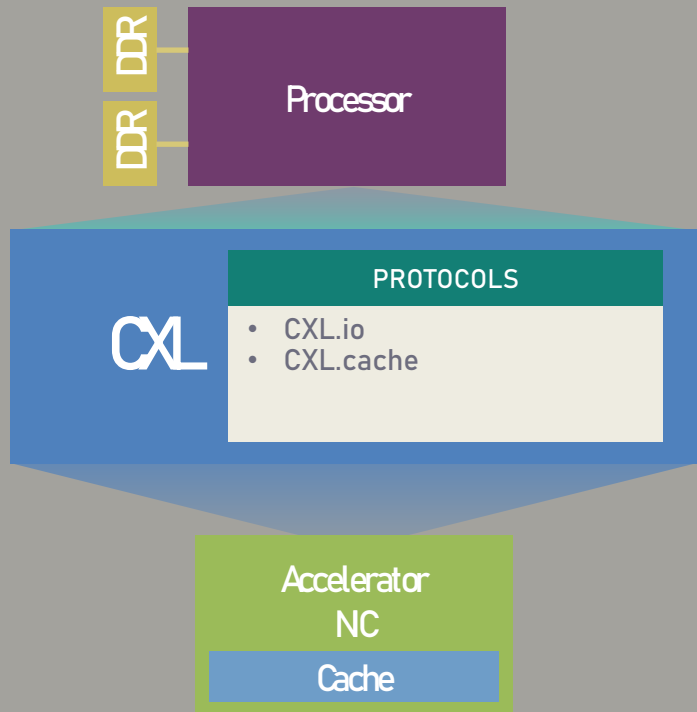 DDR
Processor
DDR
CXL
PROTOCOLS
• CXL.io
• CXL.cache
Accelerator
NC
Cache